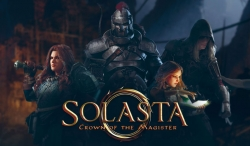 SOLASTA
CROWN OF THE MAGISTER